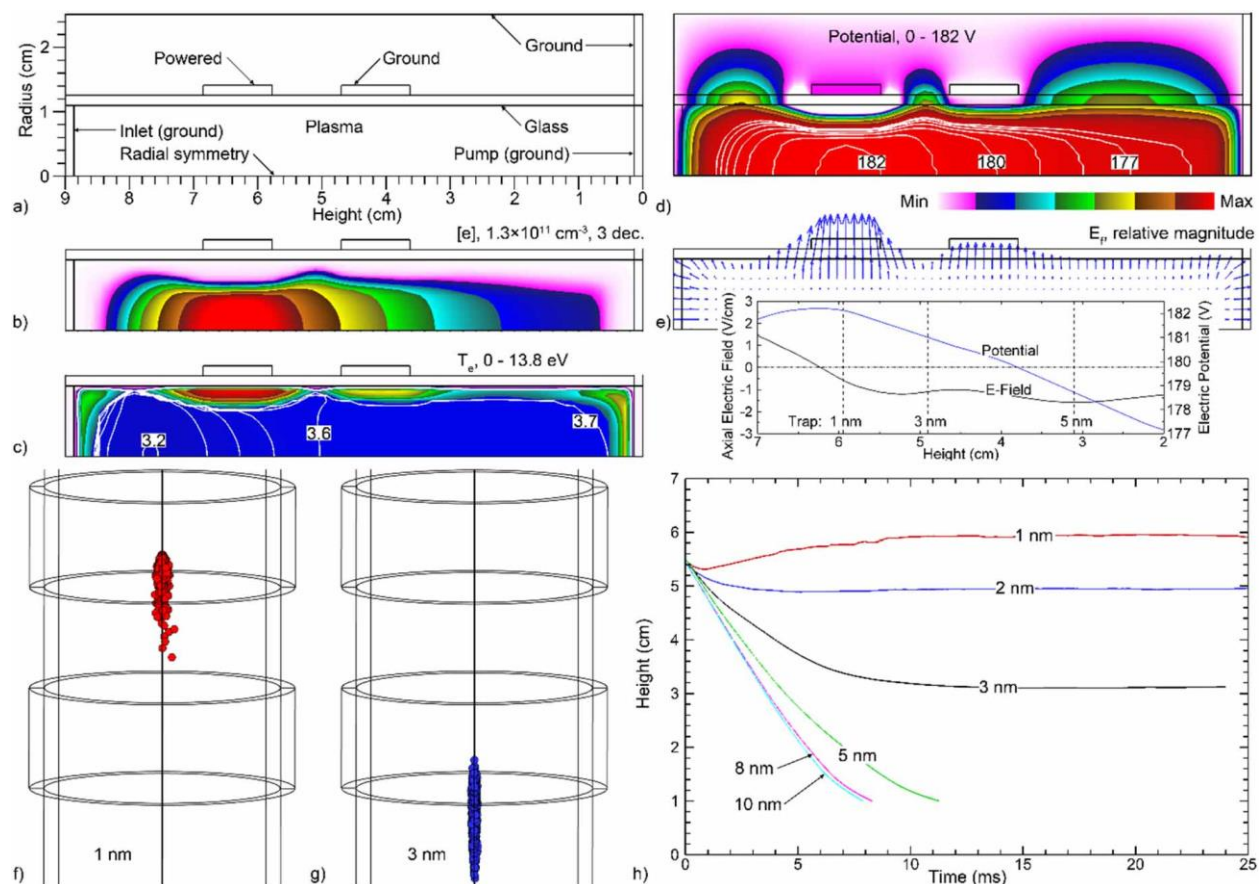 Radius (cm)
2
1
0
Powered
Ground
Ground
Inlet (ground)
Plasma
Glass
Radial symmetry
Pump (ground)
9 8 7 6 5 4 3 2 1 0
a)
Height (cm)
[e], 1.3×10¹¹ cm⁻³, 3 dec.
b)
Tₑ, 0 - 13.8 eV
3.2
3.6
3.7
c)
Potential, 0 - 182 V
182
180
177
d)
Min
Max
relative magnitude
Axial Electric Field (V/cm)
3
2
1
0
-1
-2
-3
Potential
E-Field
Trap: 1 nm
3 nm
5 nm
182
181
180
179
178
177
Electric Potential (V)
7 6 5 4 3 2
e)
Height (cm)
1 nm
f)
3 nm
g)
Height (cm)
7
6
5
4
3
2
1
0
1 nm
2 nm
3 nm
5 nm
8 nm
10 nm
0 5 10 15 20 25
h)
Time (ms)